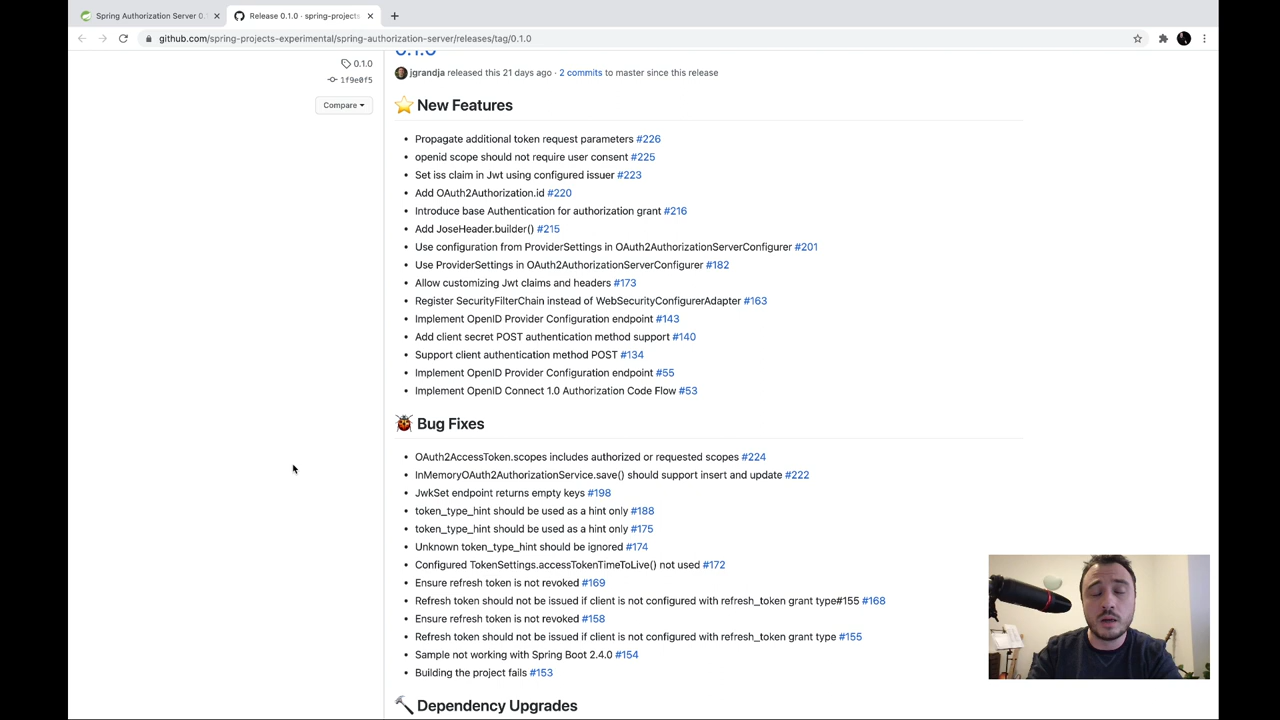 Spring Authorization Server 0.
Release 0.1.0 · spring-projects
github.com/spring-projects-experimental/spring-authorization-server/releases/tag/0.1.0
0.1.0
0.1.0
1f9e0f5
Compare
jgrandja released this 21 days ago · 2 commits to master since this release
New Features
• Propagate additional token request parameters #226
• openid scope should not require user consent #225
• Set iss claim in Jwt using configured issuer #223
• Add OAuth2Authorization.id #220
• Introduce base Authentication for authorization grant #216
• Add JoseHeader.builder() #215
• Use configuration from ProviderSettings in OAuth2AuthorizationServerConfigurer #201
• Use ProviderSettings in OAuth2AuthorizationServerConfigurer #182
• Allow customizing Jwt claims and headers #173
• Register SecurityFilterChain instead of WebSecurityConfigurerAdapter #163
• Implement OpenID Provider Configuration endpoint #143
• Add client secret POST authentication method support #140
• Support client authentication method POST #134
• Implement OpenID Provider Configuration endpoint #55
• Implement OpenID Connect 1.0 Authorization Code Flow #53
Bug Fixes
• OAuth2AccessToken.scopes includes authorized or requested scopes #224
• InMemoryOAuth2AuthorizationService.save() should support insert and update #222
• JwkSet endpoint returns empty keys #198
• token_type_hint should be used as a hint only #188
• token_type_hint should be used as a hint only #175
• Unknown token_type_hint should be ignored #174
• Configured TokenSettings.accessTokenTimeToLive() not used #172
• Ensure refresh token is not revoked #169
• Refresh token should not be issued if client is not configured with refresh_token grant type#155 #168
• Ensure refresh token is not revoked #158
• Refresh token should not be issued if client is not configured with refresh_token grant type #155
• Sample not working with Spring Boot 2.4.0 #154
• Building the project fails #153
Dependency Upgrades